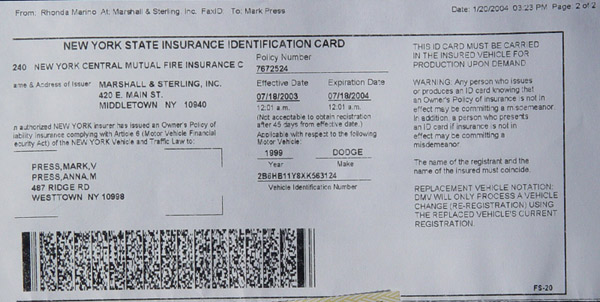 From: Rhonda Marino At: Marshall & Sterling, Inc. FaxID: To: Mark Press Date: 1/20/2004 03:23 PM Page: 2 of 2
NEW YORK STATE INSURANCE IDENTIFICATION CARD
240 NEW YORK CENTRAL MUTUAL FIRE INSURANCE C
Policy Number
7672524
ame & Address of Issuer MARSHALL & STERLING, INC.
420 E. MAIN ST.
MIDDLETOWN NY 10940
Effective Date Expiration Date
07/18/2003 07/18/2004
12:01 a.m. 12:01 a.m.
(Not acceptable to obtain registration
after 45 days from effective date.)
n authorized NEW YORK insurer has issued an Owner's Policy of
iability insurance complying with Article 6 (Motor Vehicle Financial
ecurity Act) of the NEW YORK Vehicle and Traffic Law to:
Applicable with respect to the following
Motor Vehicle:
1999 DODGE
Year Make
2B6HB11Y8XK563124
Vehicle Identification Number
PRESS,MARK,V
PRESS,ANNA,M
487 RIDGE RD
WESTTOWN NY 10998
THIS ID CARD MUST BE CARRIED
IN THE INSURED VEHICLE FOR
PRODUCTION UPON DEMAND.
WARNING: Any person who issues
or produces an ID card knowing that
an Owner's Policy of insurance is not in
effect may be committing a misdemeanor.
In addition, a person who presents
an ID card if insurance is not in
effect may be committing a
misdemeanor.
The name of the registrant and the
name of the insured must coincide.
REPLACEMENT VEHICLE NOTATION:
DMV WILL ONLY PROCESS A VEHICLE
CHANGE (RE-REGISTRATION) USING
THE REPLACED VEHICLE'S CURRENT
REGISTRATION.
FS-20